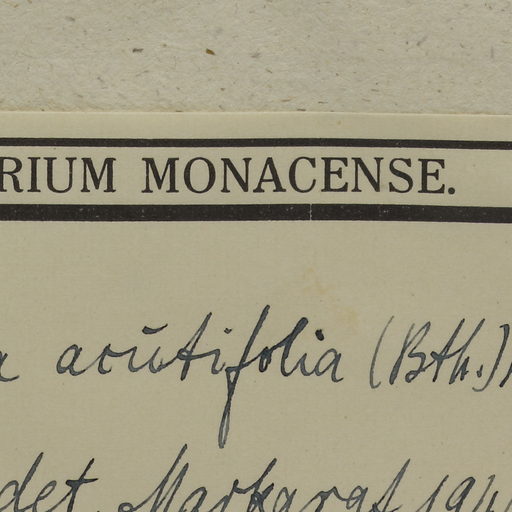 RIUM MONACENSE.
a acutifolia (Bth.)
det. Markgraf 194